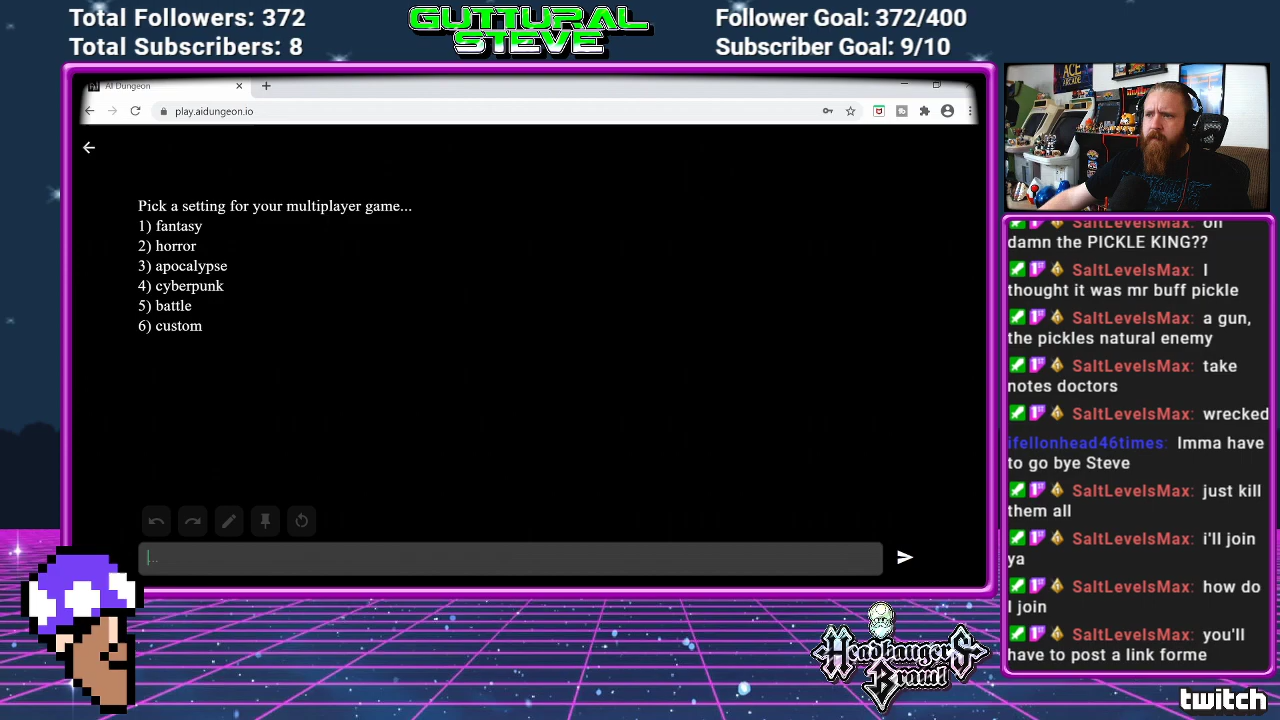 Total Followers: 372
Total Subscribers: 8
GUTTURAL
STEVE
Follower Goal: 372/400
Subscriber Goal: 9/10
AI Dungeon
play.aidungeon.io
Pick a setting for your multiplayer game...
1) fantasy
2) horror
3) apocalypse
4) cyberpunk
5) battle
6) custom
...
ACE
ARCADE
SaltLevelsMax: oh
damn the PICKLE KING??
SaltLevelsMax: I
thought it was mr buff pickle
SaltLevelsMax: a gun,
the pickles natural enemy
SaltLevelsMax: take
notes doctors
SaltLevelsMax: wrecked
ifellonhead46times: Imma have
to go bye Steve
SaltLevelsMax: just kill
them all
SaltLevelsMax: i'll join
ya
SaltLevelsMax: how do
I join
SaltLevelsMax: you'll
have to post a link forme
Headbangers
Brawl
twitch